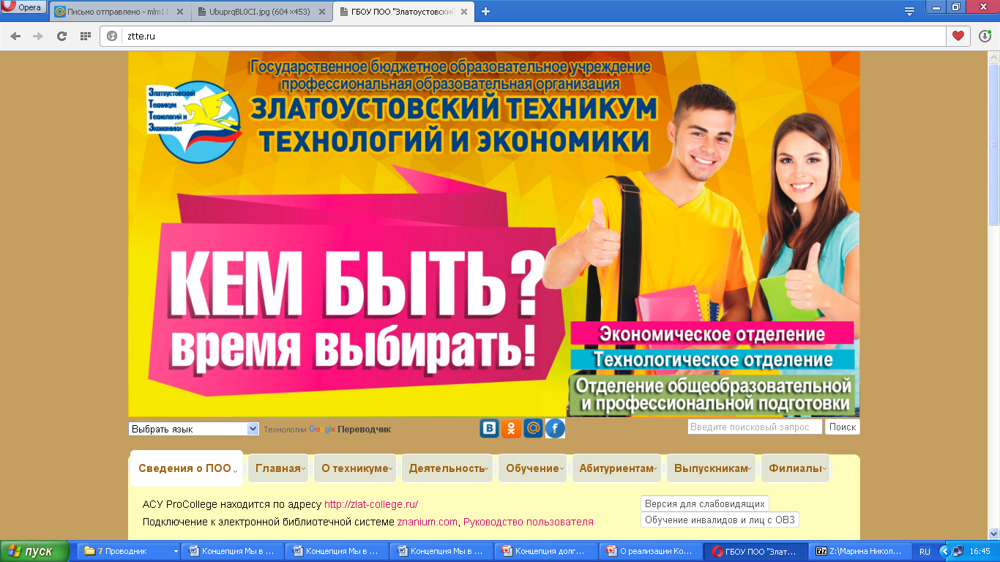 Opera
Письмо отправлено - mlm11
UbuprqBL0CI.jpg (604×453)
ГБОУ ПОО "Златоустовский
ztte.ru
Государственное бюджетное образовательное учреждение
профессиональная образовательная организация
ЗЛАТОУСТОВСКИЙ ТЕХНИКУМ
ТЕХНОЛОГИЙ И ЭКОНОМИКИ
Златоустовский
Техникум
Технологий и
Экономики
КЕМ БЫТЬ?
время выбирать!
Экономическое отделение
Технологическое отделение
Отделение общеобразовательной
и профессиональной подготовки
Выбрать язык
Технологии Google Переводчик
Введите поисковый запрос
Поиск
Сведения о ПОО
Главная
О техникуме
Деятельность
Обучение
Абитуриентам
Выпускникам
Филиалы
АСУ ProCollege находится по адресу http://zlat-college.ru/
Подключение к электронной библиотечной системе znanium.com, Руководство пользователя
Версия для слабовидящих
Обучение инвалидов и лиц с ОВЗ
пуск
7 Проводник
Концепция Мы в ...
Концепция Мы в ...
Концепция Мы в ...
Концепция долг...
О реализации Ко...
ГБОУ ПОО "Злат...
Z:\Марина Никол...
RU
16:45